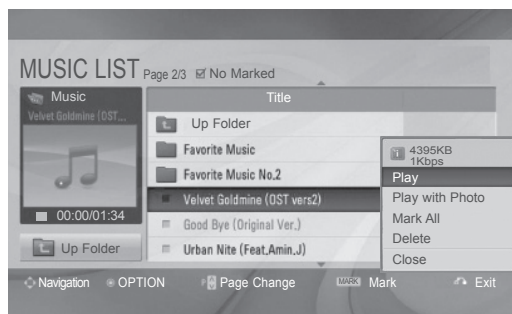 MUSIC LIST Page 2/3 No Marked
Music
Velvet Goldmine (OST...
00:00/01:34
Up Folder
Title
Up Folder
Favorite Music
Favorite Music No.2
Velvet Goldmine (OST vers2)
Good Bye (Original Ver.)
Urban Nite (Feat.Amin.J)
4395KB
1Kbps
Play
Play with Photo
Mark All
Delete
Close
Navigation OPTION P Page Change MARK Mark Exit